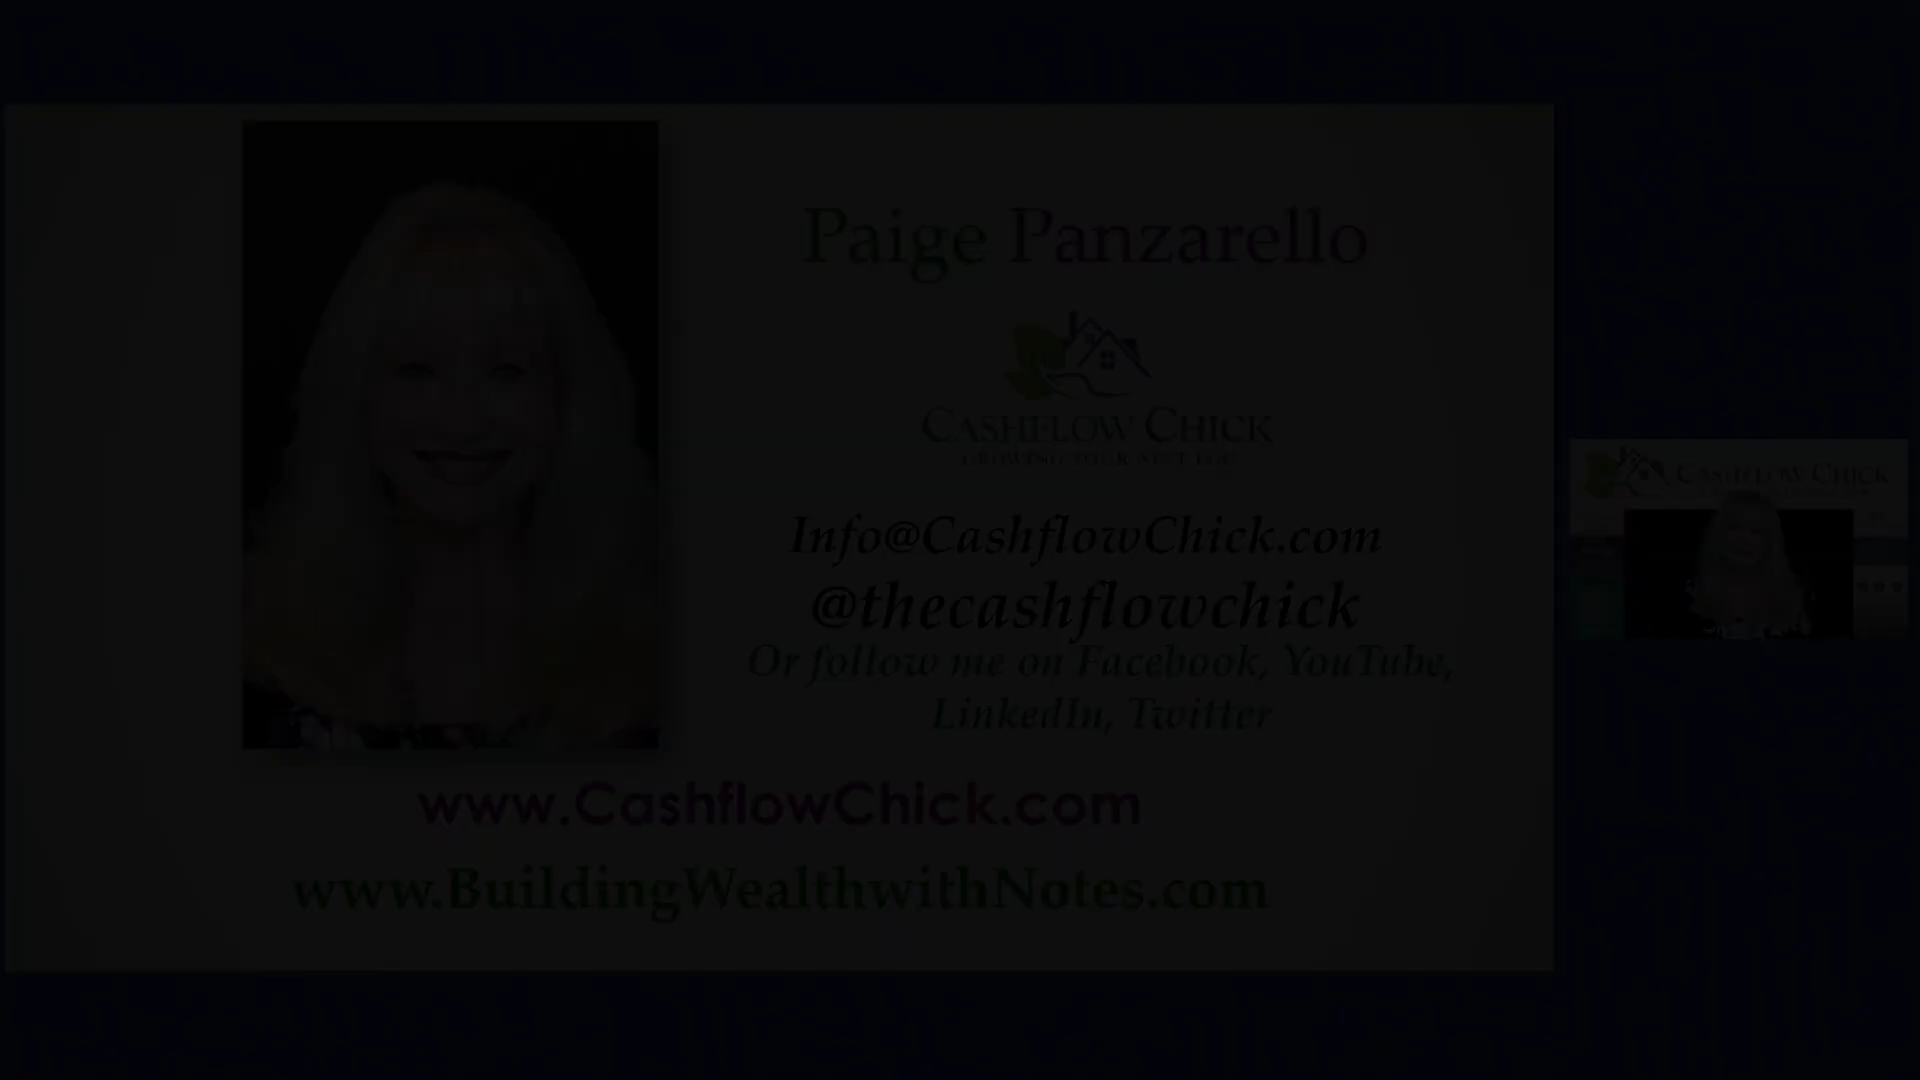 Paige Panzarello
CASHFLOW CHICK
Info@CashflowChick.com
@thecashflowchick
Or follow me on Facebook, YouTube,
LinkedIn, Twitter
www.CashflowChick.com
www.BuildingWealthwithNotes.com
CASHFLOW CHICK